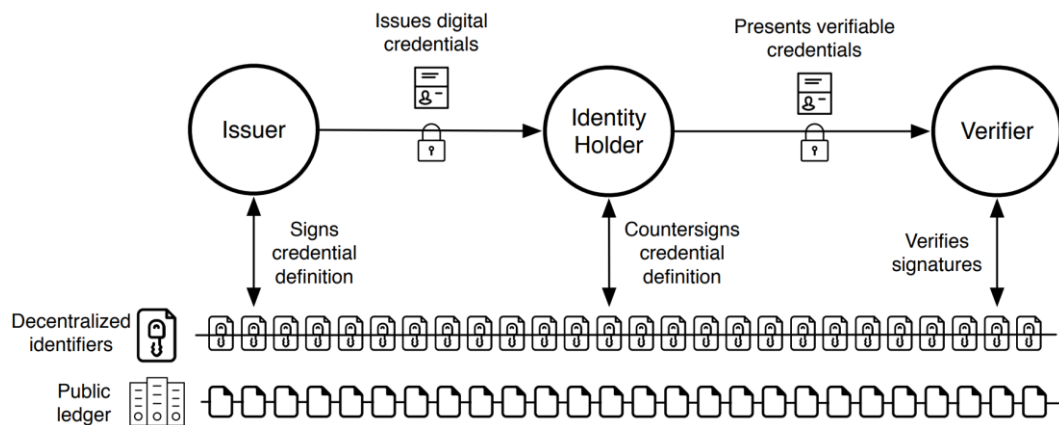 Issues digital
credentials
Presents verifiable
credentials
Issuer
Identity
Holder
Verifier
Signs
credential
definition
Countersigns
credential
definition
Verifies
signatures
Decentralized
identifiers
Public
ledger